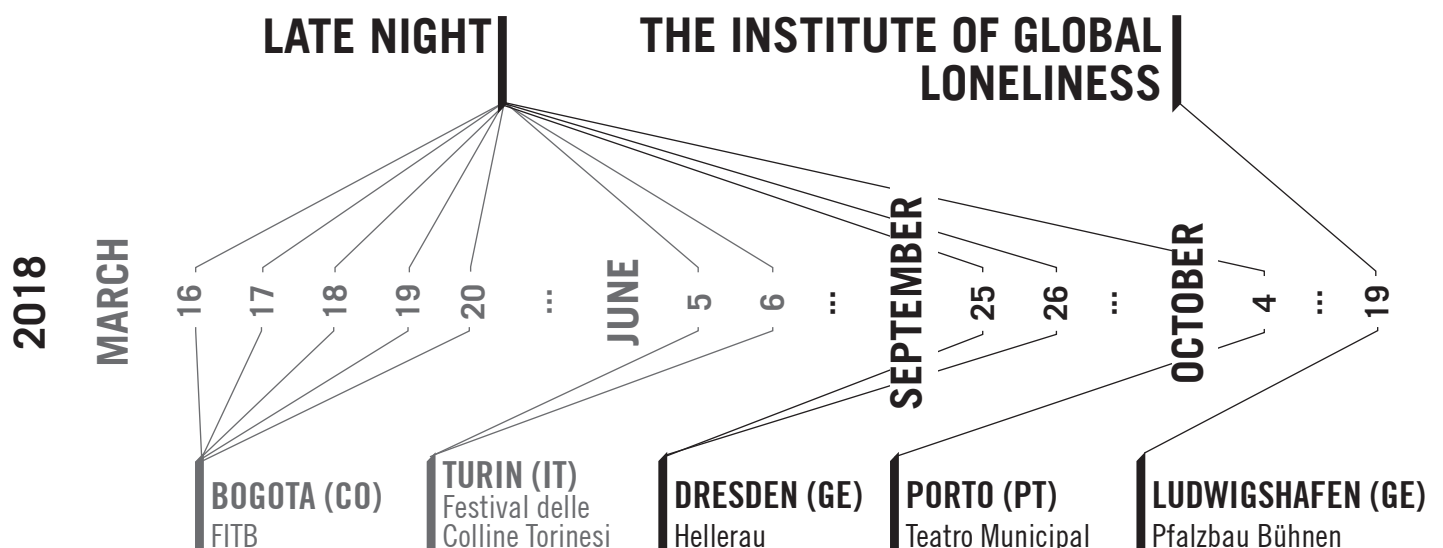 LATE NIGHT
THE INSTITUTE OF GLOBAL
LONELINESS
2018
MARCH
16
17
18
19
20
...
JUNE
5
6
...
SEPTEMBER
25
26
...
OCTOBER
4
...
19
BOGOTA (CO)
FITB
TURIN (IT)
Festival delle
Colline Torinesi
DRESDEN (GE)
Hellerau
PORTO (PT)
Teatro Municipal
LUDWIGSHAFEN (GE)
Pfalzbau Bühnen